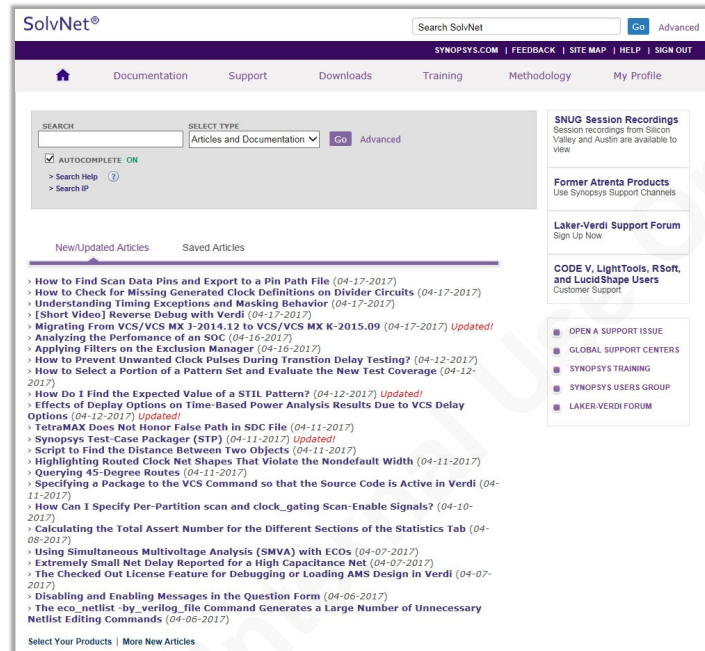 SolvNet®
Search SolvNet
Go Advanced
SYNOPSYS.COM | FEEDBACK | SITE MAP | HELP | SIGN OUT
Documentation Support Downloads Training Methodology My Profile
SEARCH SELECT TYPE
Articles and Documentation Go Advanced
AUTOCOMPLETE ON
> Search Help ?
> Search IP
SNUG Session Recordings
Session recordings from Silicon
Valley and Austin are available to
view
Former Atrenta Products
Use Synopsys Support Channels
Laker-Verdi Support Forum
Sign Up Now
CODE V, LightTools, RSoft,
and LucidShape Users
Customer Support
OPEN A SUPPORT ISSUE
GLOBAL SUPPORT CENTERS
SYNOPSYS TRAINING
SYNOPSYS USERS GROUP
LAKER-VERDI FORUM
New/Updated Articles Saved Articles
> How to Find Scan Data Pins and Export to a Pin Path File (04-17-2017)
> How to Check for Missing Generated Clock Definitions on Divider Circuits (04-17-2017)
> Understanding Timing Exceptions and Masking Behavior (04-17-2017)
> [Short Video] Reverse Debug with Verdi (04-17-2017)
> Migrating From VCS/VCS MX J-2014.12 to VCS/VCS MX K-2015.09 (04-17-2017) Updated!
> Analyzing the Perfomance of an SOC (04-17-2017)
> Applying Filters on the Exclusion Manager (04-16-2017)
> How to Prevent Unwanted Clock Pulses During Transtion Delay Testing? (04-12-2017)
> How to Select a Portion of a Pattern Set and Evaluate the New Test Coverage (04-12-
2017)
> How Do I Find the Expected Value of a STIL Pattern? (04-12-2017) Updated!
> Effects of Deplay Options on Time-Based Power Analysis Results Due to VCS Delay
Options (04-12-2017) Updated!
> TetraMAX Does Not Honor False Path in SDC File (04-11-2017)
> Synopsys Test-Case Packager (STP) (04-11-2017) Updated!
> Script to Find the Distance Between Two Objects (04-11-2017)
> Highlighting Routed Clock Net Shapes That Violate the Nondefault Width (04-11-2017)
> Querying 45-Degree Routes (04-11-2017)
> Specifying a Package to the VCS Command so that the Source Code is Active in Verdi (04-
11-2017)
> How Can I Specify Per-Partition scan and clock_gating Scan-Enable Signals? (04-10-
2017)
> Calculating the Total Assert Number for the Different Sections of the Statistics Tab (04-
08-2017)
> Using Simultaneous Multivoltage Analysis (SMVA) with ECOs (04-07-2017)
> Extremely Small Net Delay Reported for a High Capacitance Net (04-07-2017)
> The Checked Out License Feature for Debugging or Loading AMS Design in Verdi (04-07-
2017)
> Disabling and Enabling Messages in the Question Form (04-06-2017)
> The eco_netlist -by_verilog_file Command Generates a Large Number of Unnecessary
Netlist Editing Commands (04-06-2017)
Select Your Products | More New Articles
Internal Use O